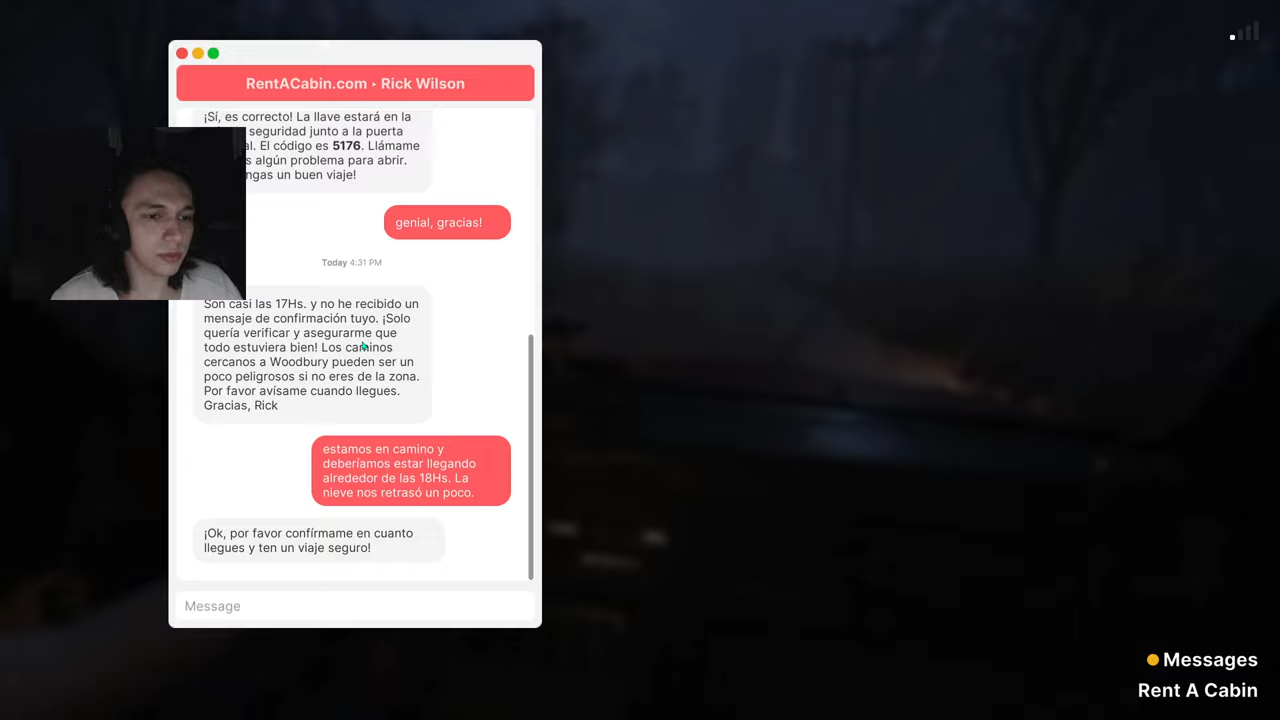 RentACabin.com ‣ Rick Wilson
¡Sí, es correcto! La llave estará en la
seguridad junto a la puerta
El código es 5176. Llámame
algún problema para abrir.
un buen viaje!
genial, gracias!
Today 4:31 PM
Son casi las 17Hs. y no he recibido un
mensaje de confirmación tuyo. ¡Solo
quería verificar y asegurarme que
todo estuviera bien! Los caminos
cercanos a Woodbury pueden ser un
poco peligrosos si no eres de la zona.
Por favor avísame cuando llegues.
Gracias, Rick
estamos en camino y
deberíamos estar llegando
alrededor de las 18Hs. La
nieve nos retrasó un poco.
¡Ok, por favor confírmame en cuanto
llegues y ten un viaje seguro!
Message
Messages
Rent A Cabin